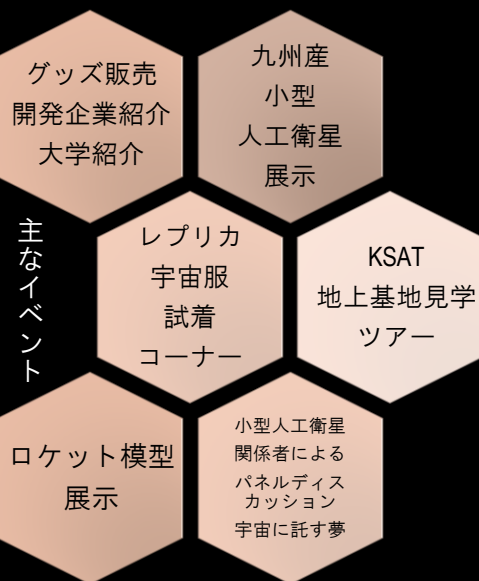 グッズ販売
開発企業紹介
大学紹介
九州産
小型
人工衛星
展示
主なイベント
レプリカ
宇宙服
試着
コーナー
KSAT
地上基地見学
ツアー
ロケット模型
展示
小型人工衛星
関係者による
パネルディス
カッション
宇宙に託す夢